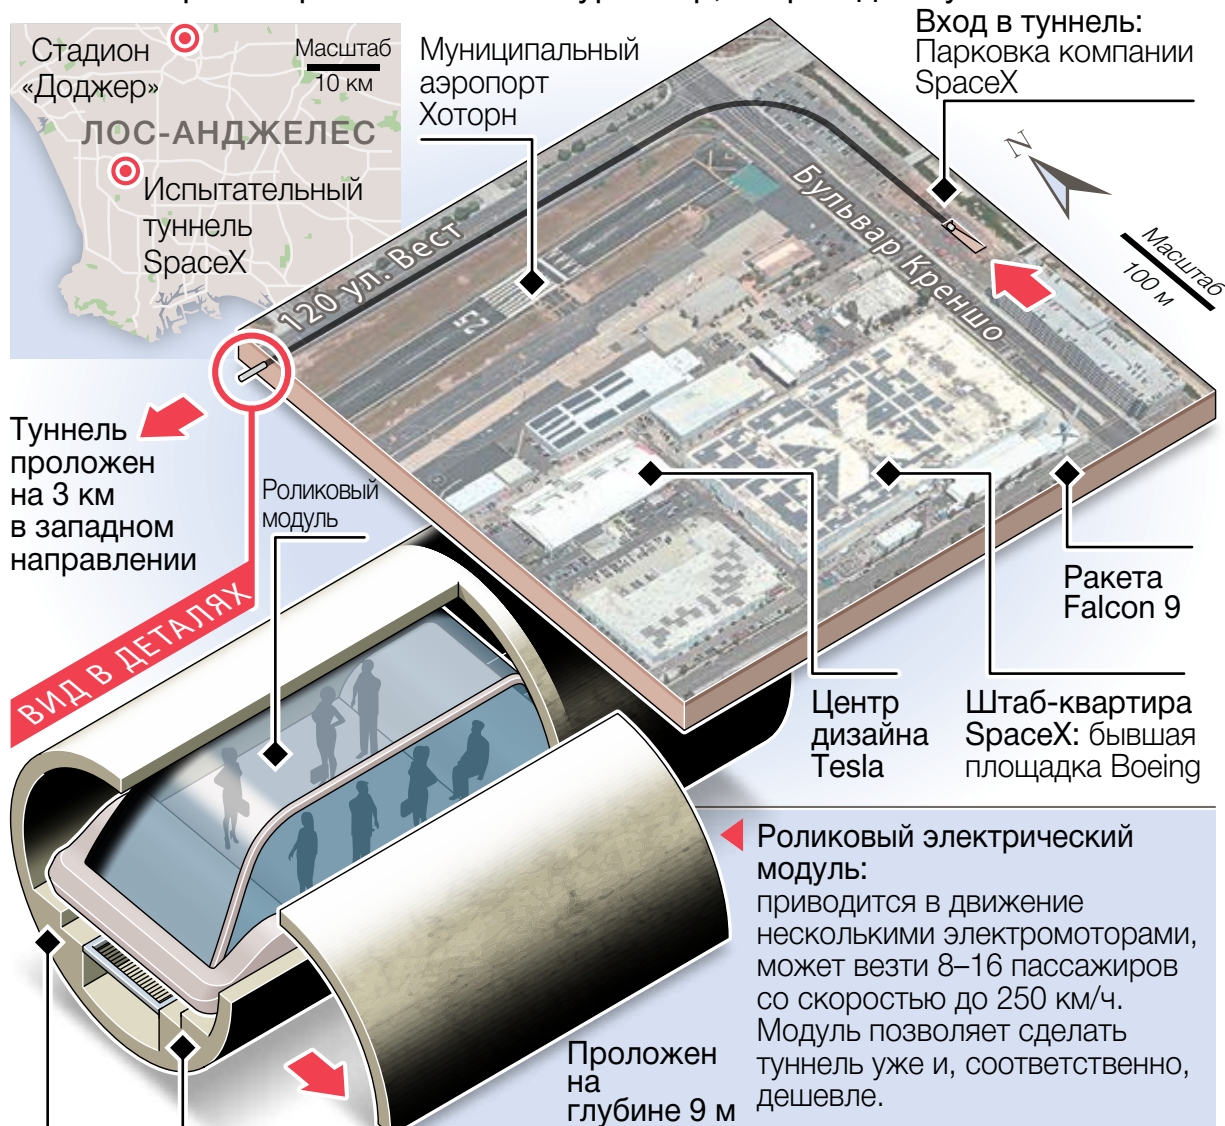 Стадион
«Доджер»
Масштаб
10 км
ЛОС-АНДЖЕЛЕС
Испытательный
туннель
SpaceX
Муниципальный
аэропорт
Хоторн
Вход в туннель:
Парковка компании
SpaceX
N
Масштаб
100 м
120 ул. Вест
Бульвар Креншо
25
Туннель
проложен
на 3 км
в западном
направлении
Роликовый
модуль
ВИД В ДЕТАЛЯХ
Ракета
Falcon 9
Центр
дизайна
Tesla
Штаб-квартира
SpaceX: бывшая
площадка Boeing
Роликовый электрический
модуль:
приводится в движение
несколькими электромоторами,
может везти 8–16 пассажиров
со скоростью до 250 км/ч.
Модуль позволяет сделать
туннель уже и, соответственно,
дешевле.
Проложен
на
глубине 9 м